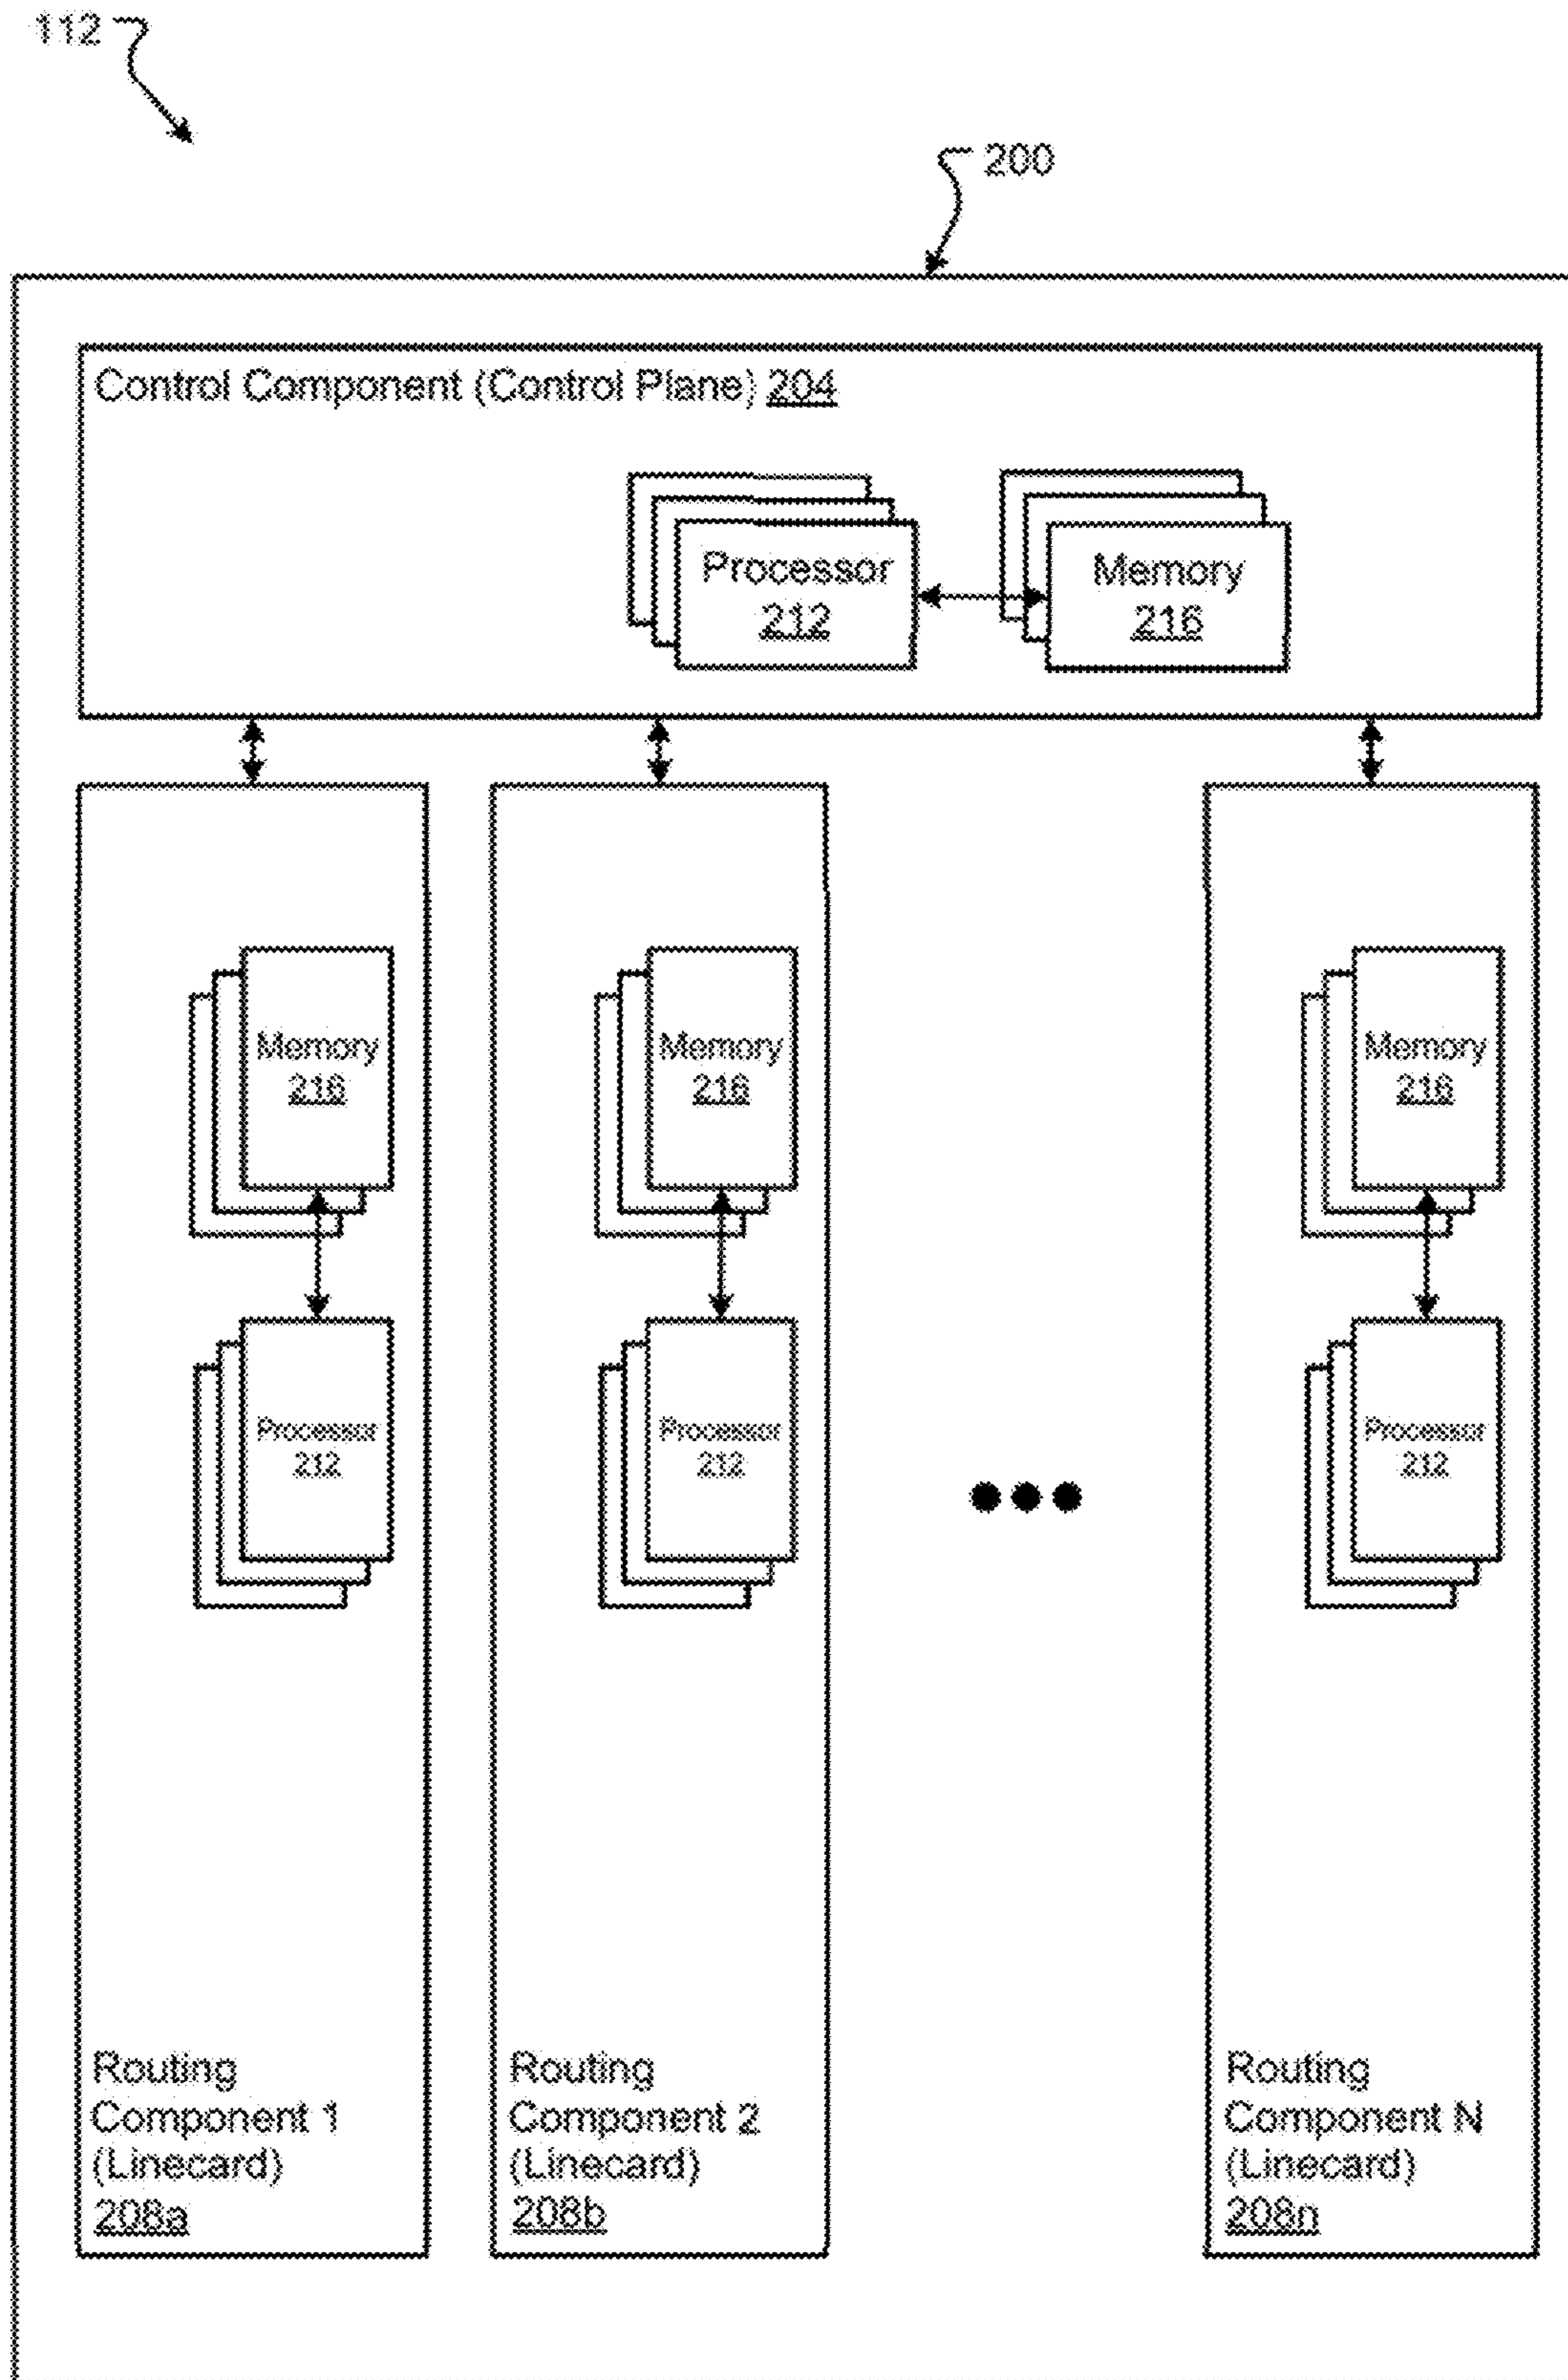 112
200
Control Component (Control Plane) 204
Processor
212
Memory
216
Memory
216
Processor
212
Routing
Component 1
(Linecard)
208a
Memory
216
Processor
212
Routing
Component 2
(Linecard)
208b
Memory
216
Processor
212
Routing
Component N
(Linecard)
208n